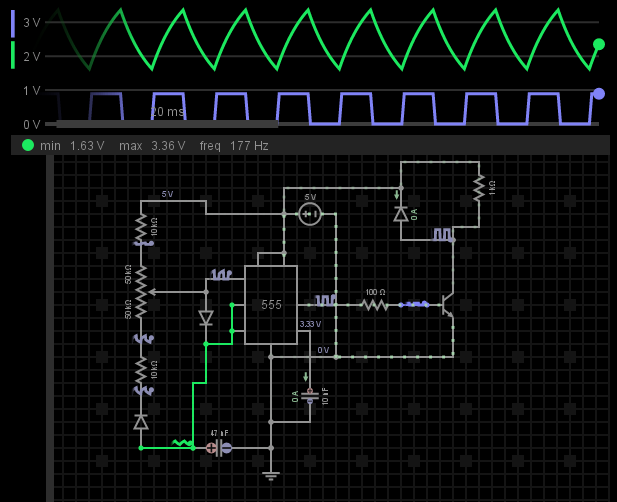 3 V
2 V
1 V
20 ms
0 V
min 1.63 V max 3.36 V freq 177 Hz
5 V
5 V
1 kΩ
0 A
10 kΩ
50 kΩ
50 kΩ
555
100 Ω
3.33 V
0 V
10 kΩ
0 A
10 nF
47 nF